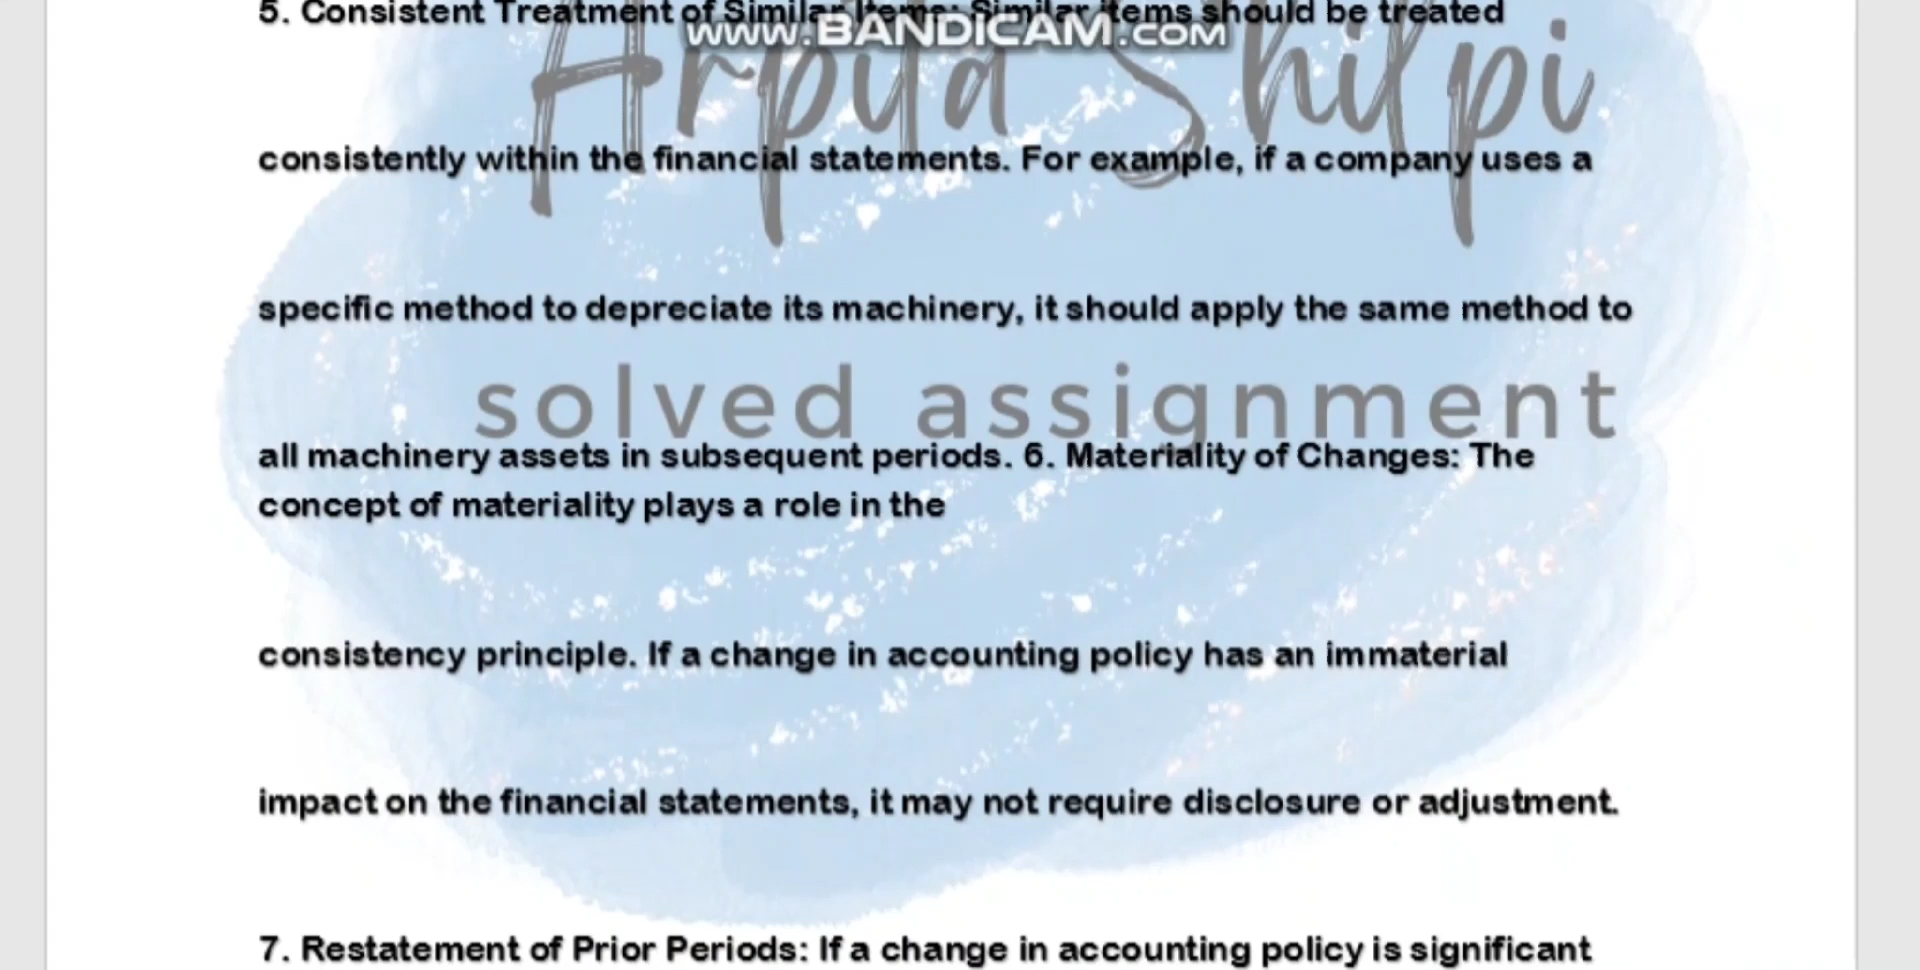 5. Consistent Treatment of Similar Items: Similar items should be treated
www.BANDICAM.com
Arpita Shilpi
consistently within the financial statements. For example, if a company uses a
specific method to depreciate its machinery, it should apply the same method to
solved assignment
all machinery assets in subsequent periods. 6. Materiality of Changes: The
concept of materiality plays a role in the
consistency principle. If a change in accounting policy has an immaterial
impact on the financial statements, it may not require disclosure or adjustment.
7. Restatement of Prior Periods: If a change in accounting policy is significant